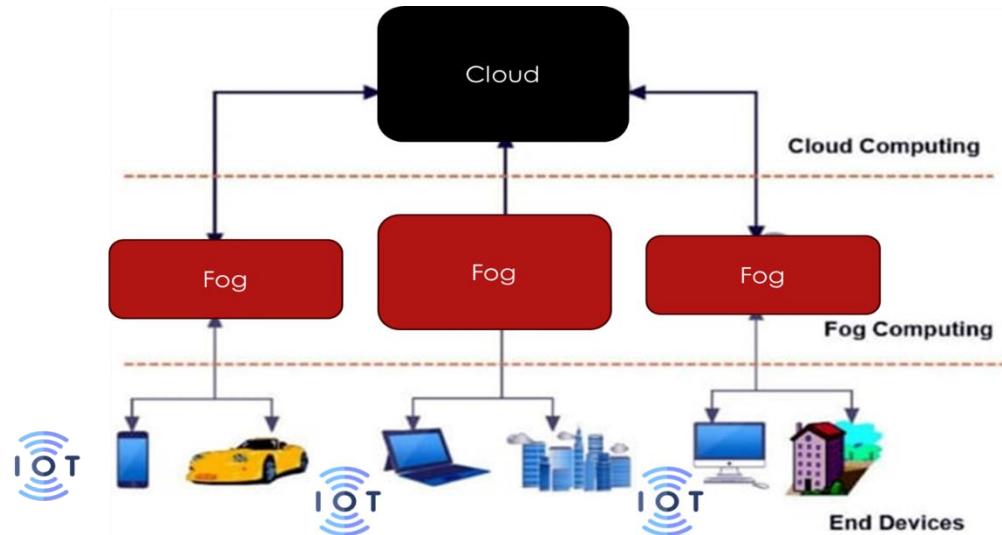 Cloud
Cloud Computing
Fog
Fog
Fog
Fog Computing
IOT
IOT
IOT
End Devices